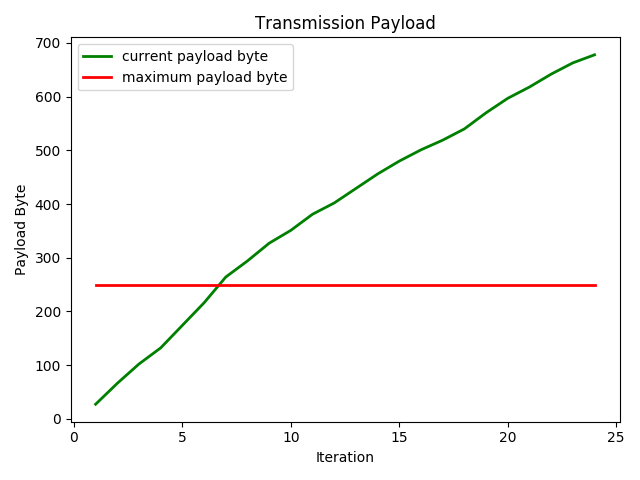 Transmission Payload
current payload byte
maximum payload byte
Payload Byte
700
600
500
400
300
200
100
0
0 5 10 15 20 25
Iteration